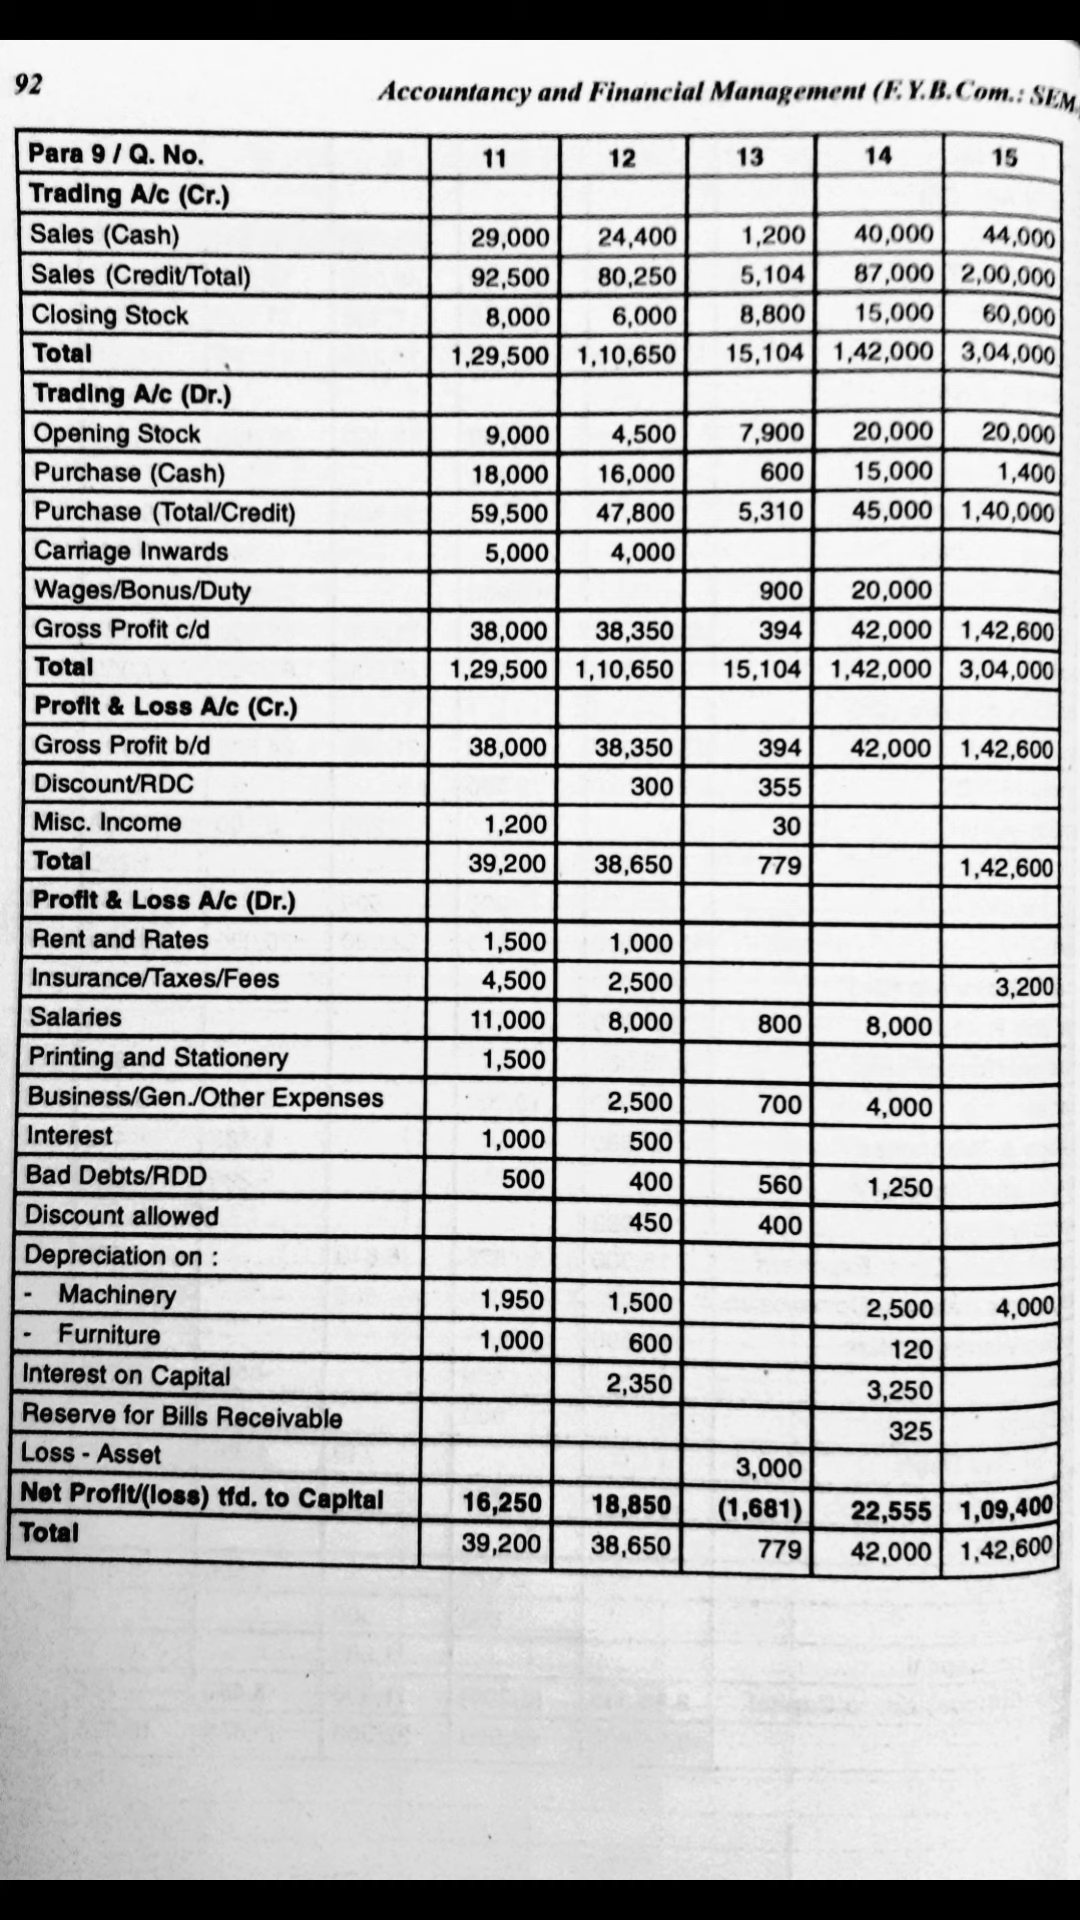 92
Accountancy and Financial Management (F.Y.B.Com.: SEM.
Para 9 / Q. No. 11 12 13 14 15
Trading A/c (Cr.)
Sales (Cash) 29,000 24,400 1,200 40,000 44,000
Sales (Credit/Total) 92,500 80,250 5,104 87,000 2,00,000
Closing Stock 8,000 6,000 8,800 15,000 60,000
Total 1,29,500 1,10,650 15,104 1,42,000 3,04,000
Trading A/c (Dr.)
Opening Stock 9,000 4,500 7,900 20,000 20,000
Purchase (Cash) 18,000 16,000 600 15,000 1,400
Purchase (Total/Credit) 59,500 47,800 5,310 45,000 1,40,000
Carriage Inwards 5,000 4,000
Wages/Bonus/Duty 900 20,000
Gross Profit c/d 38,000 38,350 394 42,000 1,42,600
Total 1,29,500 1,10,650 15,104 1,42,000 3,04,000
Profit & Loss A/c (Cr.)
Gross Profit b/d 38,000 38,350 394 42,000 1,42,600
Discount/RDC 300 355
Misc. Income 1,200 30
Total 39,200 38,650 779 1,42,600
Profit & Loss A/c (Dr.)
Rent and Rates 1,500 1,000
Insurance/Taxes/Fees 4,500 2,500 3,200
Salaries 11,000 8,000 800 8,000
Printing and Stationery 1,500
Business/Gen./Other Expenses 2,500 700 4,000
Interest 1,000 500
Bad Debts/RDD 500 400 560 1,250
Discount allowed 450 400
Depreciation on :
- Machinery 1,950 1,500 2,500 4,000
- Furniture 1,000 600 120
Interest on Capital 2,350 3,250
Reserve for Bills Receivable 325
Loss - Asset 3,000
Net Profit/(loss) tfd. to Capital 16,250 18,850 (1,681) 22,555 1,09,400
Total 39,200 38,650 779 42,000 1,42,600